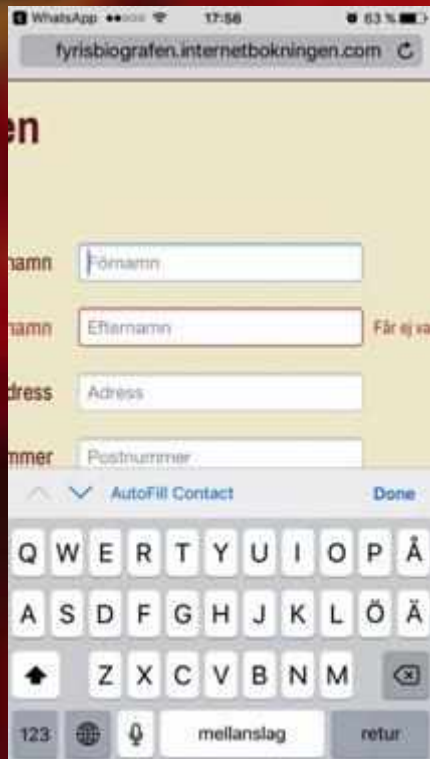 WhatsApp 17:56 63 %
fyrisbiografen.internetbokningen.com
en
namn Förnamn
namn Efternamn Får ej va
dress Adress
mmer Postnummer
AutoFill Contact Done
Q W E R T Y U I O P Å
A S D F G H J K L Ö Ä
Z X C V B N M
123 mellanslag retur